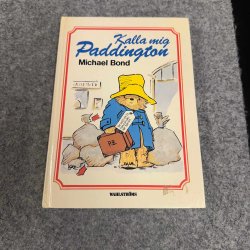 Kalla mig
Paddington
Michael Bond
P.B.
WAHLSTRÖMS